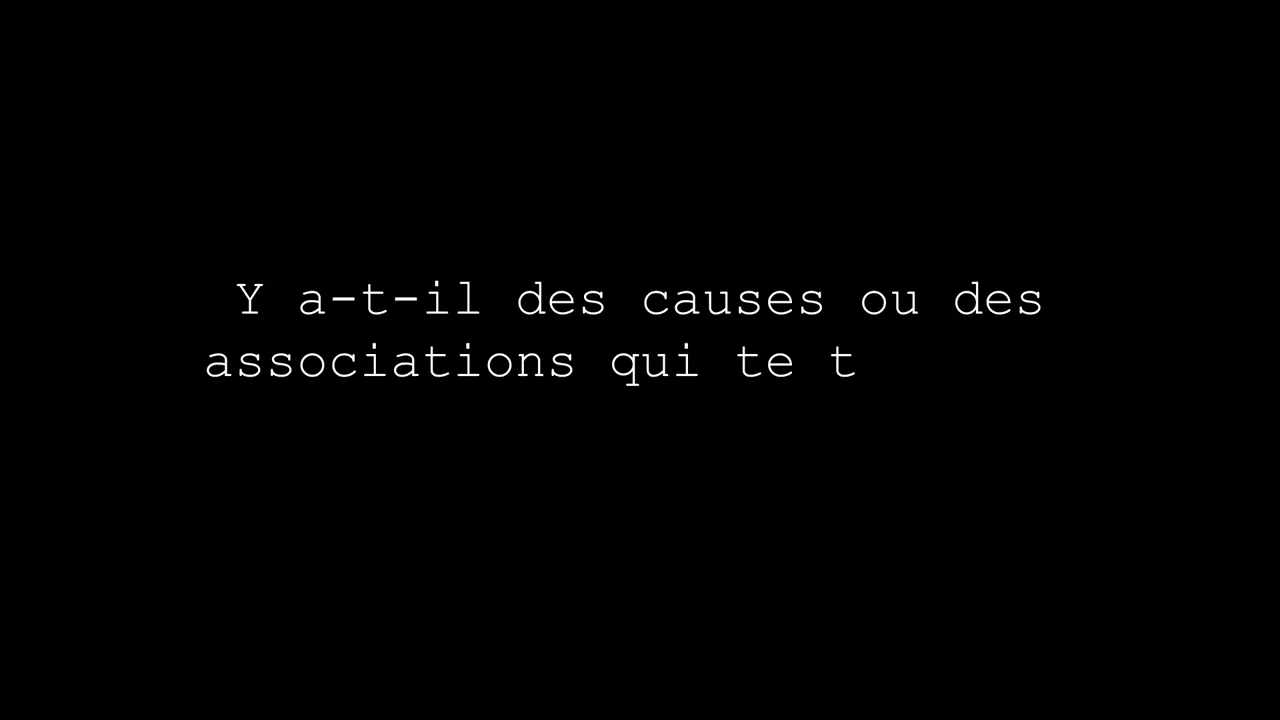 Y a-t-il des causes ou des
associations qui te t